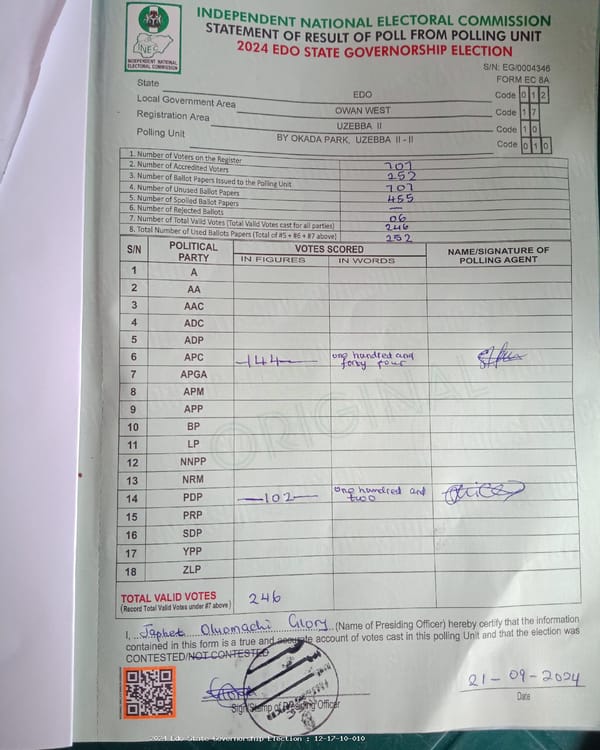 INDEPENDENT NATIONAL ELECTORAL COMMISSION
STATEMENT OF RESULT OF POLL FROM POLLING UNIT
2024 EDO STATE GOVERNORSHIP ELECTION
INEC
INDEPENDENT NATIONAL
ELECTORAL COMMISSION
S/N: EG/0004346
FORM EC 8A
State EDO Code 0 1 2
Local Government Area OWAN WEST Code 1 7
Registration Area UZEBBA II Code 1 0
Polling Unit BY OKADA PARK, UZEBBA II - II Code 0 1 0
1. Number of Voters on the Register 707
2. Number of Accredited Voters 252
3. Number of Ballot Papers Issued to the Polling Unit 707
4. Number of Unused Ballot Papers 455
5. Number of Spoiled Ballot Papers —
6. Number of Rejected Ballots 06
7. Number of Total Valid Votes (Total Valid Votes cast for all parties) 246
8. Total Number of Used Ballots Papers (Total of #5 + #6 + #7 above) 252
S/N POLITICAL PARTY VOTES SCORED NAME/SIGNATURE OF POLLING AGENT
IN FIGURES IN WORDS
1 A
2 AA
3 AAC
4 ADC
5 ADP
6 APC —144— one hundred and forty four
7 APGA
8 APM
9 APP
10 BP
11 LP
12 NNPP
13 NRM
14 PDP —102— one hundred and two
15 PRP
16 SDP
17 YPP
18 ZLP
ORIGINAL
TOTAL VALID VOTES 246
(Record Total Valid Votes under #7 above)
I, Japhet Glory (Name of Presiding Officer) hereby certify that the information
contained in this form is a true and accurate account of votes cast in this polling Unit and that the election was
CONTESTED/NOT CONTESTED
21-09-2024
Sign/Stamp of Presiding Officer Date
2024 Edo State Governorship Election : 12-17-10-010